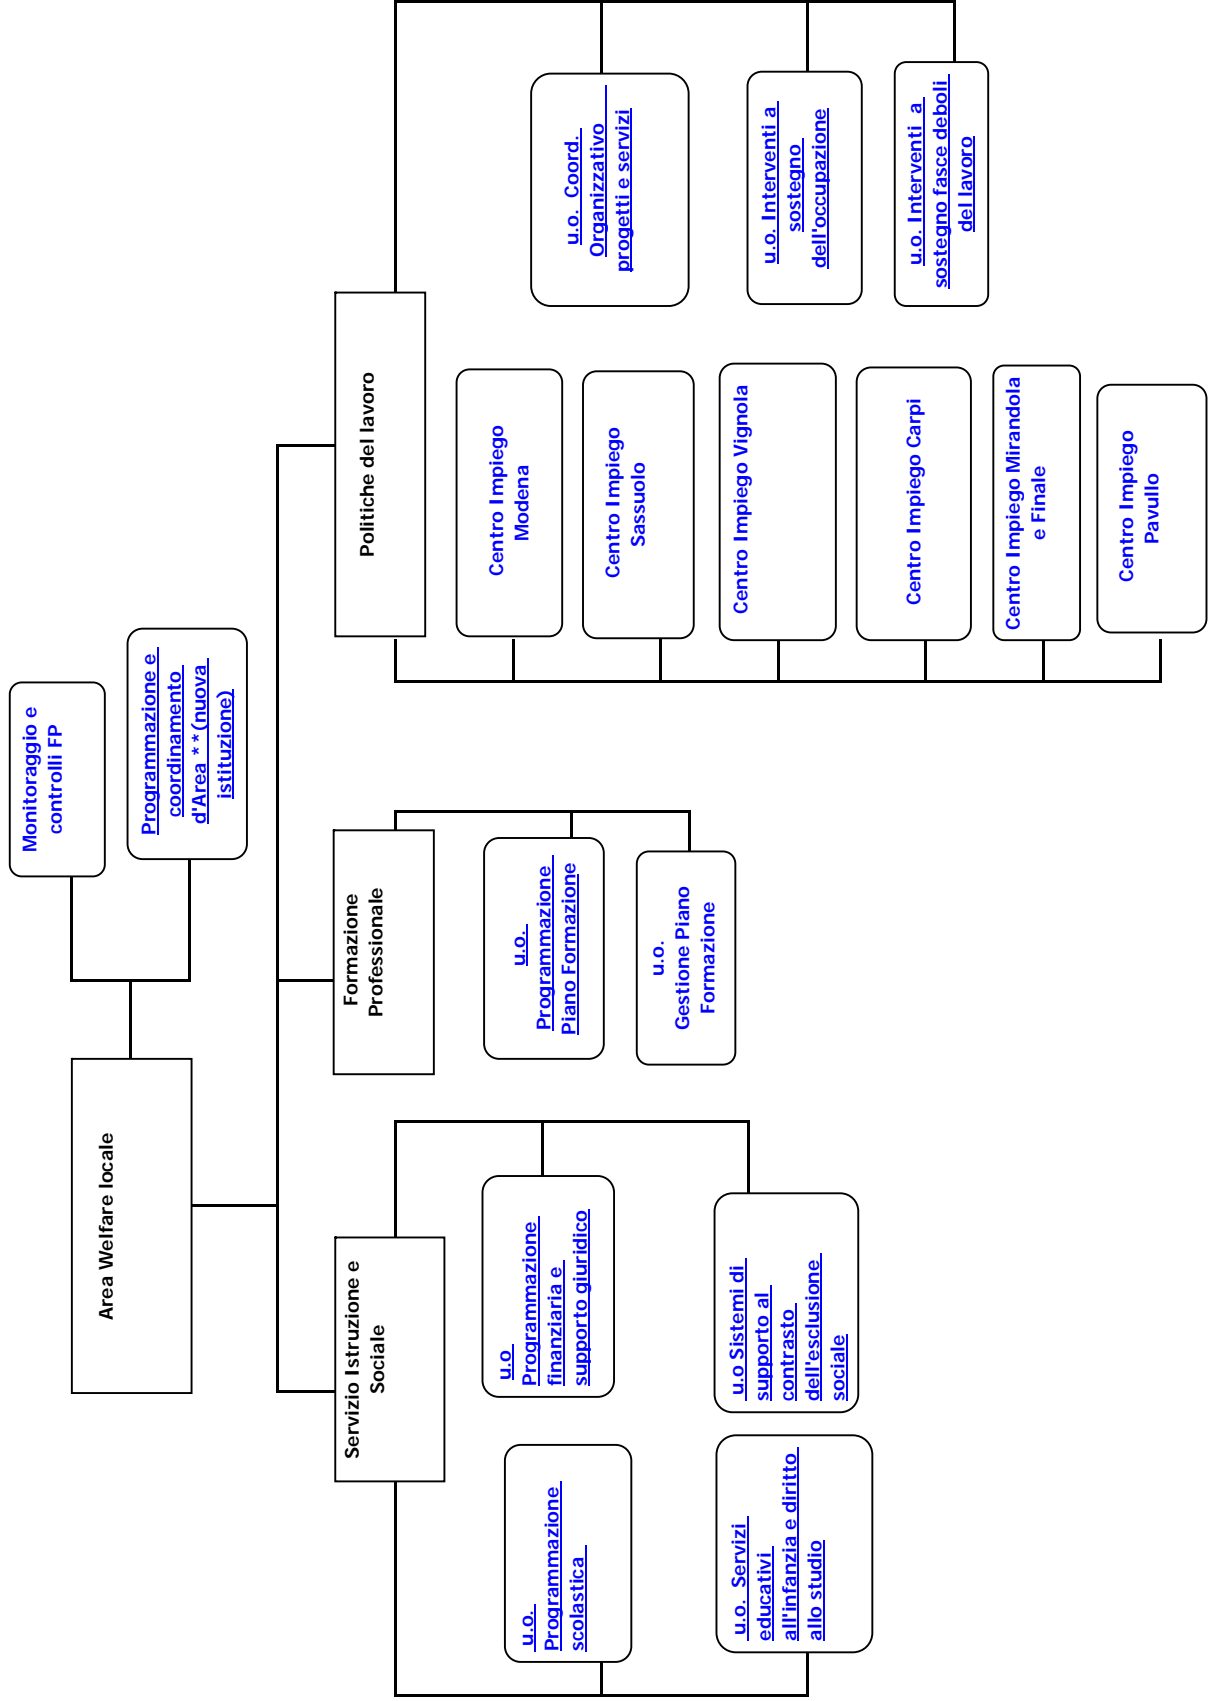 Area Welfare locale
Monitoraggio e
controlli FP
Programmazione e
coordinamento
d'Area **(nuova
istituzione)
Servizio Istruzione e
Sociale
Formazione
Professionale
Politiche del lavoro
u.o.
Programmazione
scolastica
u.o. Servizi
educativi
all'infanzia e diritto
allo studio
u.o
Programmazione
finanziaria e
supporto giuridico
u.o Sistemi di
supporto al
contrasto
dell'esclusione
sociale
u.o.
Programmazione
Piano Formazione
u.o.
Gestione Piano
Formazione
Centro Impiego
Modena
Centro Impiego
Sassuolo
Centro Impiego Vignola
Centro Impiego Carpi
Centro Impiego Mirandola
e Finale
Centro Impiego
Pavullo
u.o. Coord.
Organizzativo
progetti e servizi
u.o. Interventi a
sostegno
dell'occupazione
u.o. Interventi a
sostegno fasce deboli
del lavoro